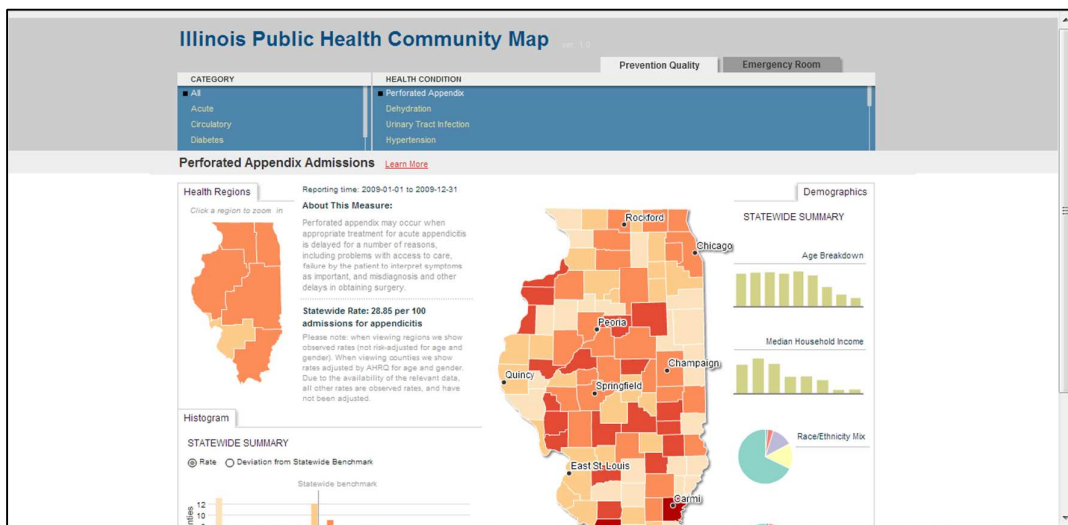 Illinois Public Health Community Map
ver. 1.0
Prevention Quality
Emergency Room
CATEGORY
All
Acute
Circulatory
Diabetes
HEALTH CONDITION
Perforated Appendix
Dehydration
Urinary Tract Infection
Hypertension
Perforated Appendix Admissions Learn More
Health Regions
Click a region to zoom in
Reporting time: 2009-01-01 to 2009-12-31
About This Measure:
Perforated appendix may occur when
appropriate treatment for acute appendicitis
is delayed for a number of reasons,
including problems with access to care,
failure by the patient to interpret symptoms
as important, and misdiagnosis and other
delays in obtaining surgery.
Statewide Rate: 28.85 per 100
admissions for appendicitis
Please note: when viewing regions we show
observed rates (not risk-adjusted for age and
gender). When viewing counties we show
rates adjusted by AHRQ for age and gender.
Due to the availability of the relevant data,
all other rates are observed rates, and have
not been adjusted.
Histogram
STATEWIDE SUMMARY
Rate
Deviation from Statewide Benchmark
Statewide benchmark
12
10
Rockford
Chicago
Peoria
Champaign
Quincy
Springfield
East St Louis
Carmi
Demographics
STATEWIDE SUMMARY
Age Breakdown
Median Household Income
Race/Ethnicity Mix